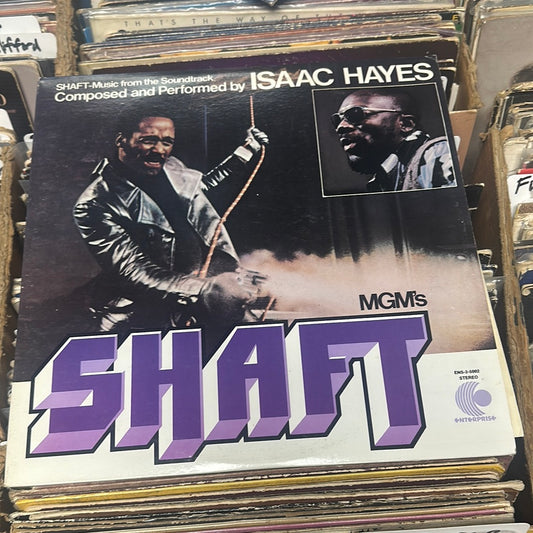 THAT'S THE WAY OF
SHAFT-Music from the Soundtrack
Composed and Performed by ISAAC HAYES
MGM's
SHAFT
ENS-2-5002
STEREO
ENTERPRISE